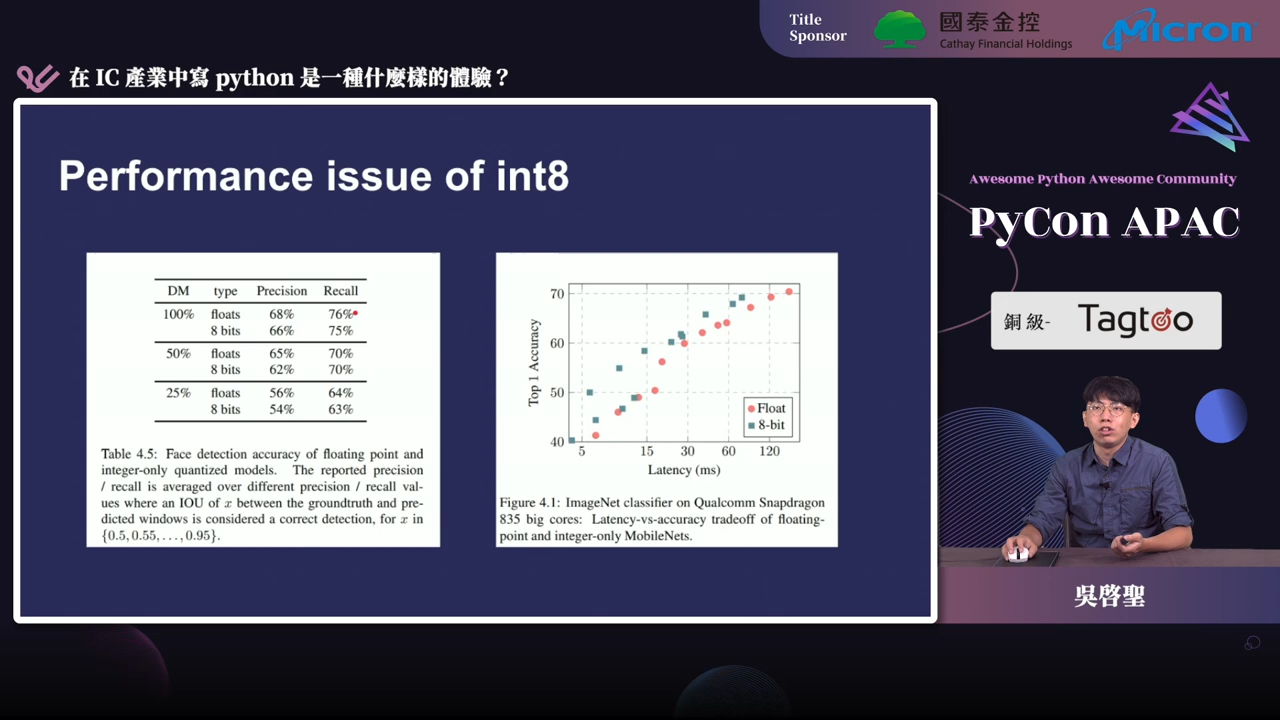 Title
Sponsor
國泰金控
Cathay Financial Holdings
Micron
在 IC 產業中寫 python 是一種什麼樣的體驗？
Performance issue of int8
DM type Precision Recall
100% floats 68% 76%
8 bits 66% 75%
50% floats 65% 70%
8 bits 62% 70%
25% floats 56% 64%
8 bits 54% 63%
Table 4.5: Face detection accuracy of floating point and
integer-only quantized models. The reported precision
/ recall is averaged over different precision / recall val-
ues where an IOU of x between the groundtruth and pre-
dicted windows is considered a correct detection, for x in
{0.5, 0.55, . . . , 0.95}.
Top 1 Accuracy
70
60
50
40
5 15 30 60 120
Latency (ms)
Float
8-bit
Figure 4.1: ImageNet classifier on Qualcomm Snapdragon
835 big cores: Latency-vs-accuracy tradeoff of floating-
point and integer-only MobileNets.
Awesome Python Awesome Community
PyCon APAC
銅級- Tagtoo
吳啓聖